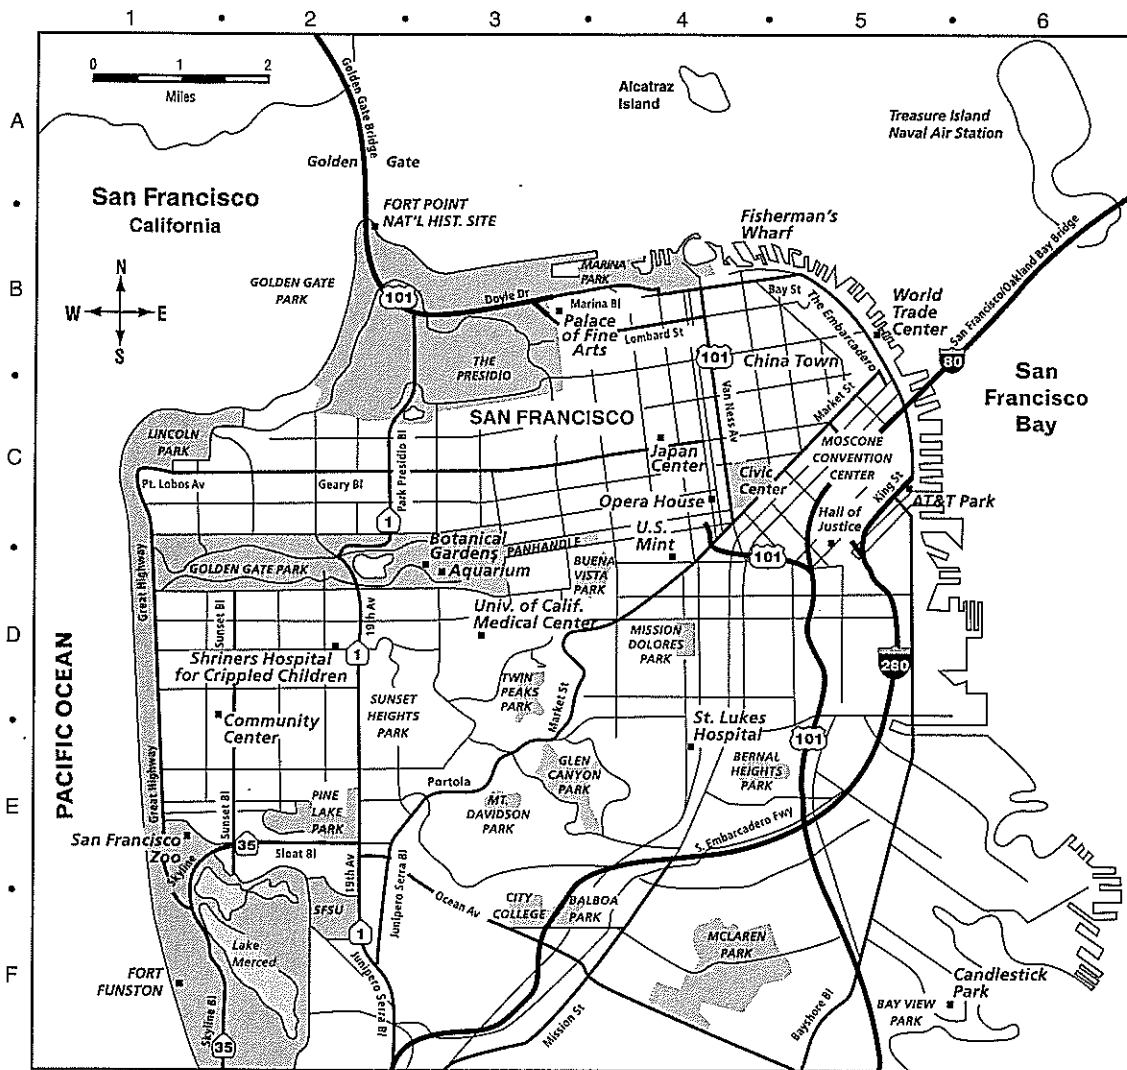 1 • 2 • 3 • 4 • 5 • 6
A
•
B
•
C
•
D
•
E
•
F
0 1 2
Miles
San Francisco
California
N
W E
S
Golden Gate Bridge
Golden Gate
Alcatraz
Island
Treasure Island
Naval Air Station
FORT POINT
NAT'L HIST. SITE
Fisherman's
Wharf
GOLDEN GATE
PARK
MARINA
PARK
101
Doyle Dr
Marina Bl
Bay St
The Embarcadero
World
Trade
Center
San Francisco/Oakland Bay Bridge
80
Palace
of Fine
Arts
Lombard St
101
China Town
THE
PRESIDIO
Van Ness Av
Market St
San
Francisco
Bay
SAN FRANCISCO
LINCOLN
PARK
Park Presidio Bl
Japan
Center
MOSCONE
CONVENTION
CENTER
Civic
Center
Pt. Lobos Av
Geary Bl
Opera House
King St
AT&T Park
1
Hall of
Justice
U.S.
Mint
101
Botanical
Gardens
PANHANDLE
Aquarium
GOLDEN GATE PARK
BUENA
VISTA
PARK
Great Highway
Sunset Bl
19th Av
Univ. of Calif.
Medical Center
MISSION
DOLORES
PARK
1
Shriners Hospital
for Crippled Children
280
PACIFIC OCEAN
TWIN
PEAKS
PARK
SUNSET
HEIGHTS
PARK
Market St
Community
Center
St. Lukes
Hospital
101
Great Highway
Portola
GLEN
CANYON
PARK
BERNAL
HEIGHTS
PARK
Sunset Bl
PINE
LAKE
PARK
MT.
DAVIDSON
PARK
San Francisco
Zoo
35
Sloat Bl
S. Embarcadero Fwy
Skyline
19th Av
Junipero Serra Bl
Ocean Av
SFSU
CITY
COLLEGE
BALBOA
PARK
1
MCLAREN
PARK
Lake
Merced
FORT
FUNSTON
Junipero Serra Bl
Candlestick
Park
BAY VIEW
PARK
Skyline Bl
Mission St
Bayshore Bl
35